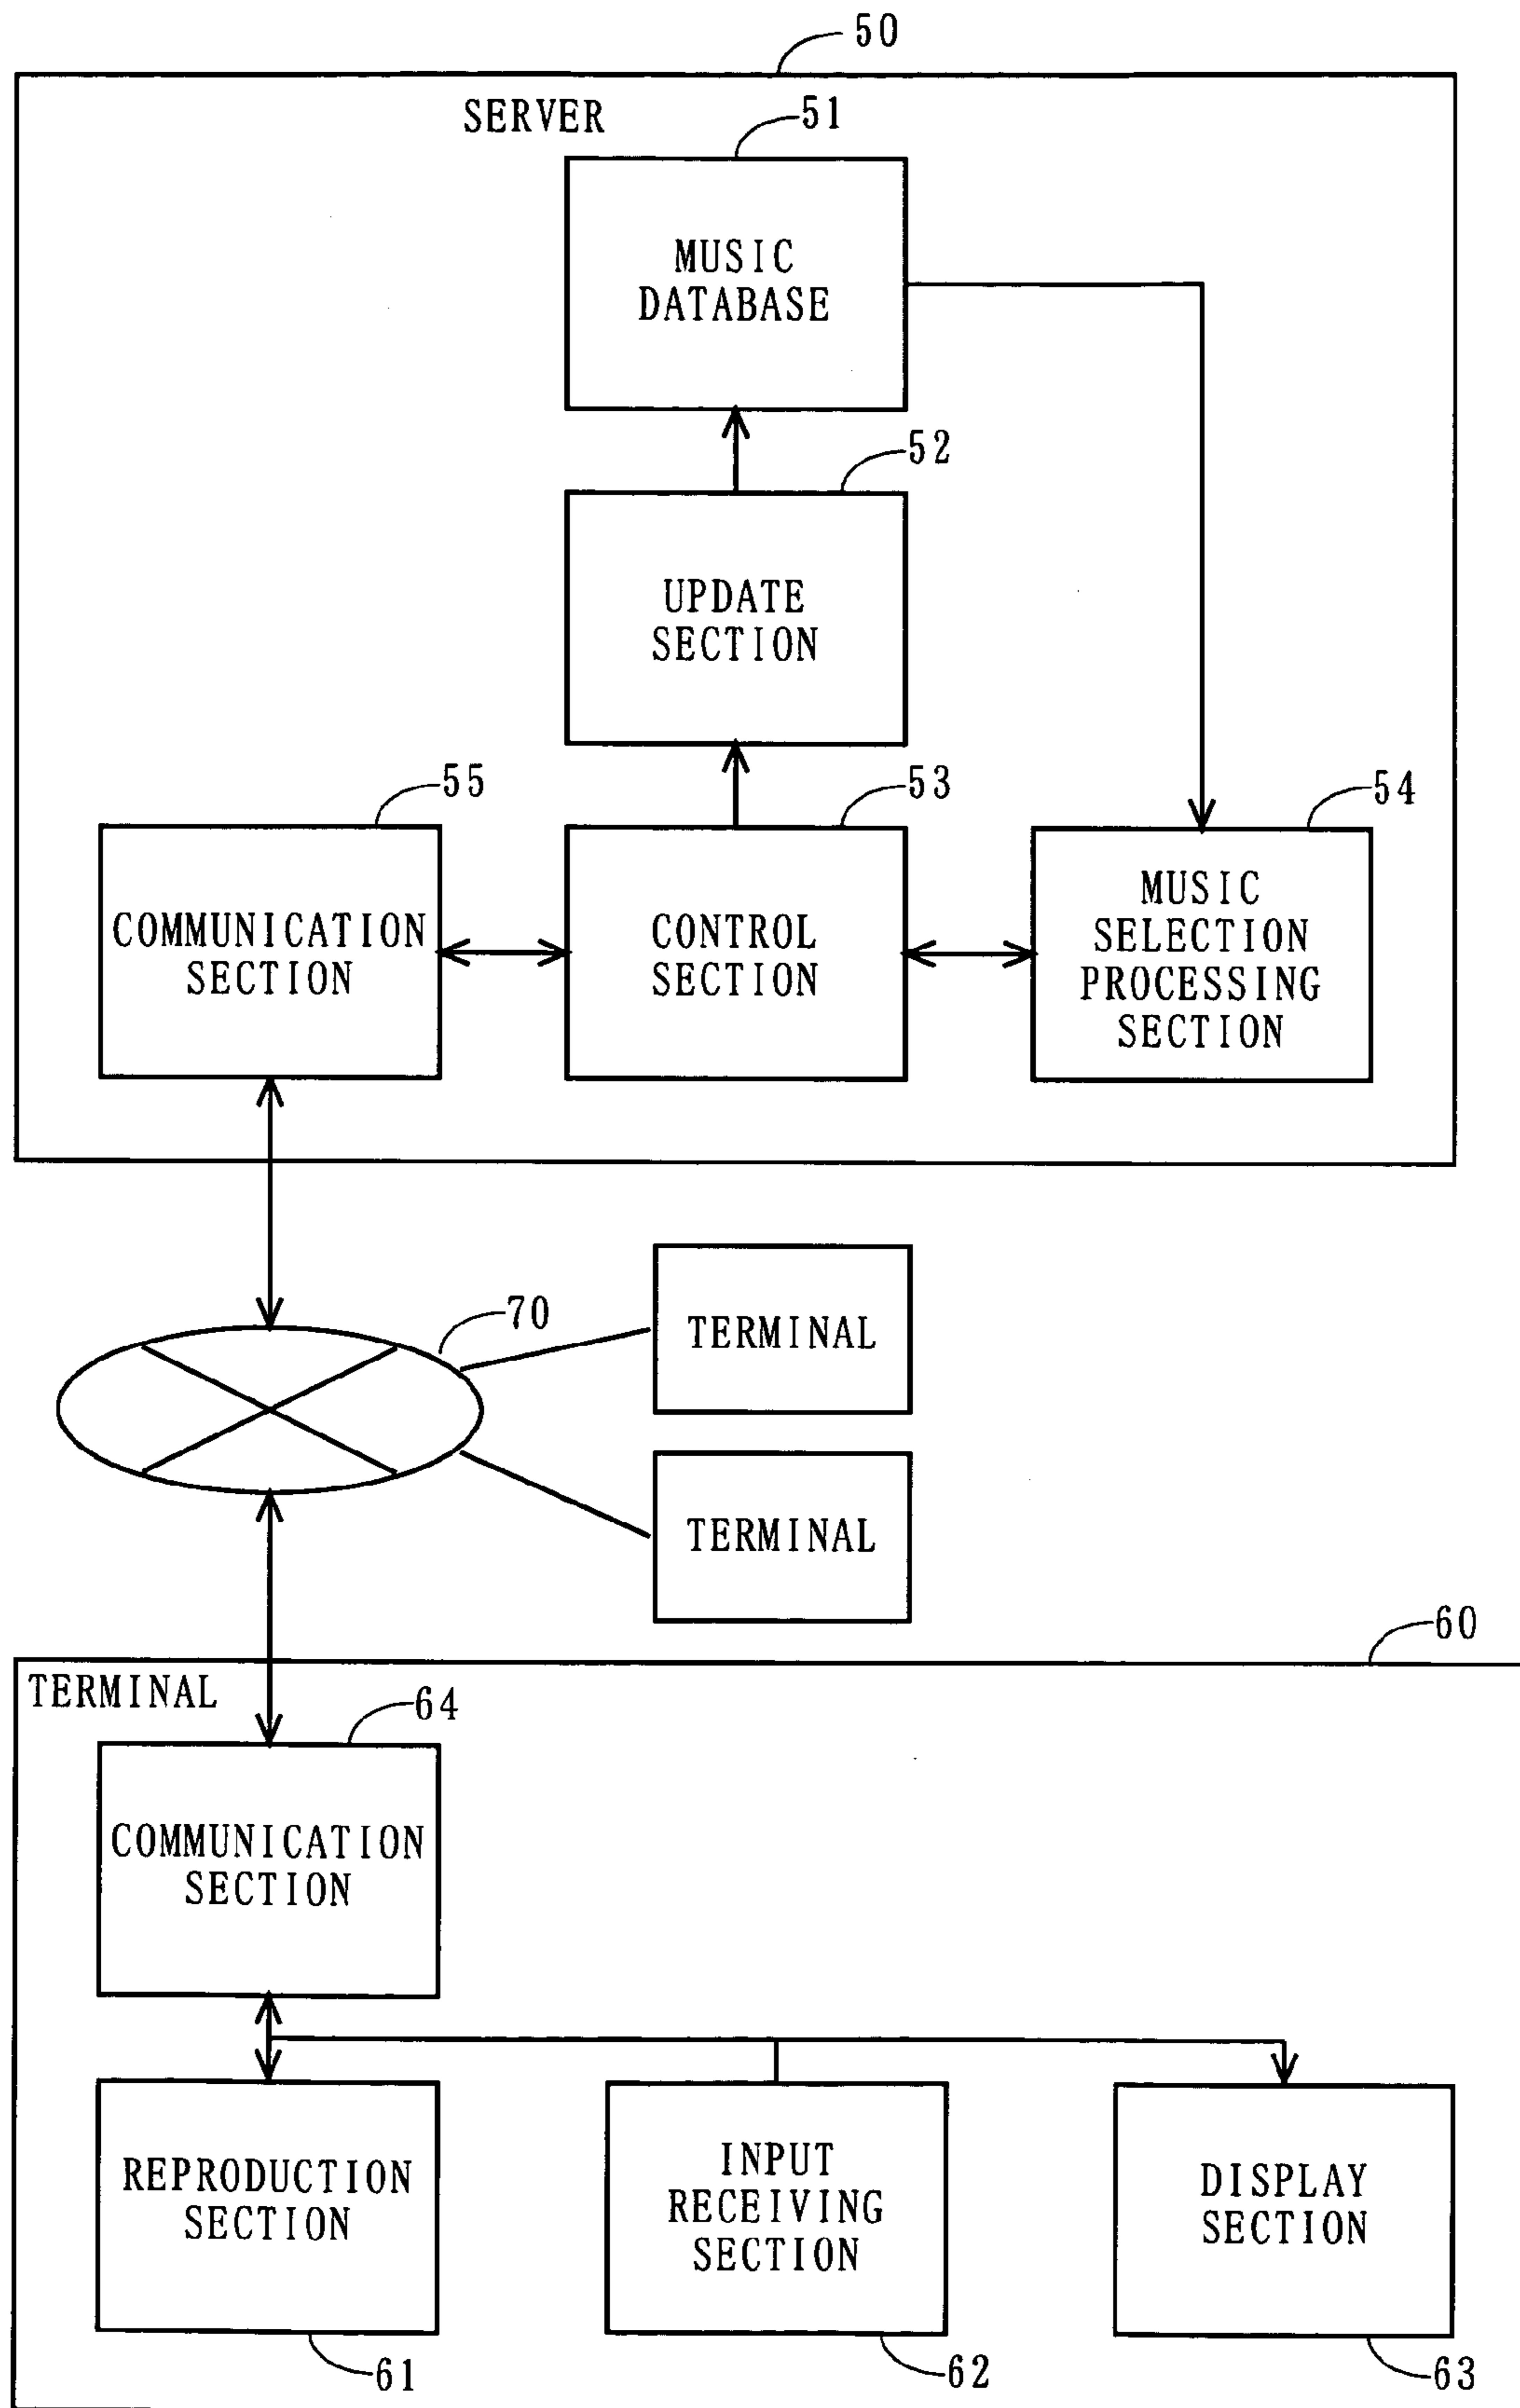 50
SERVER
51
MUSIC
DATABASE
52
UPDATE
SECTION
55
53
54
COMMUNICATION
SECTION
CONTROL
SECTION
MUSIC
SELECTION
PROCESSING
SECTION
70
TERMINAL
TERMINAL
60
TERMINAL
64
COMMUNICATION
SECTION
REPRODUCTION
SECTION
INPUT
RECEIVING
SECTION
DISPLAY
SECTION
61
62
63